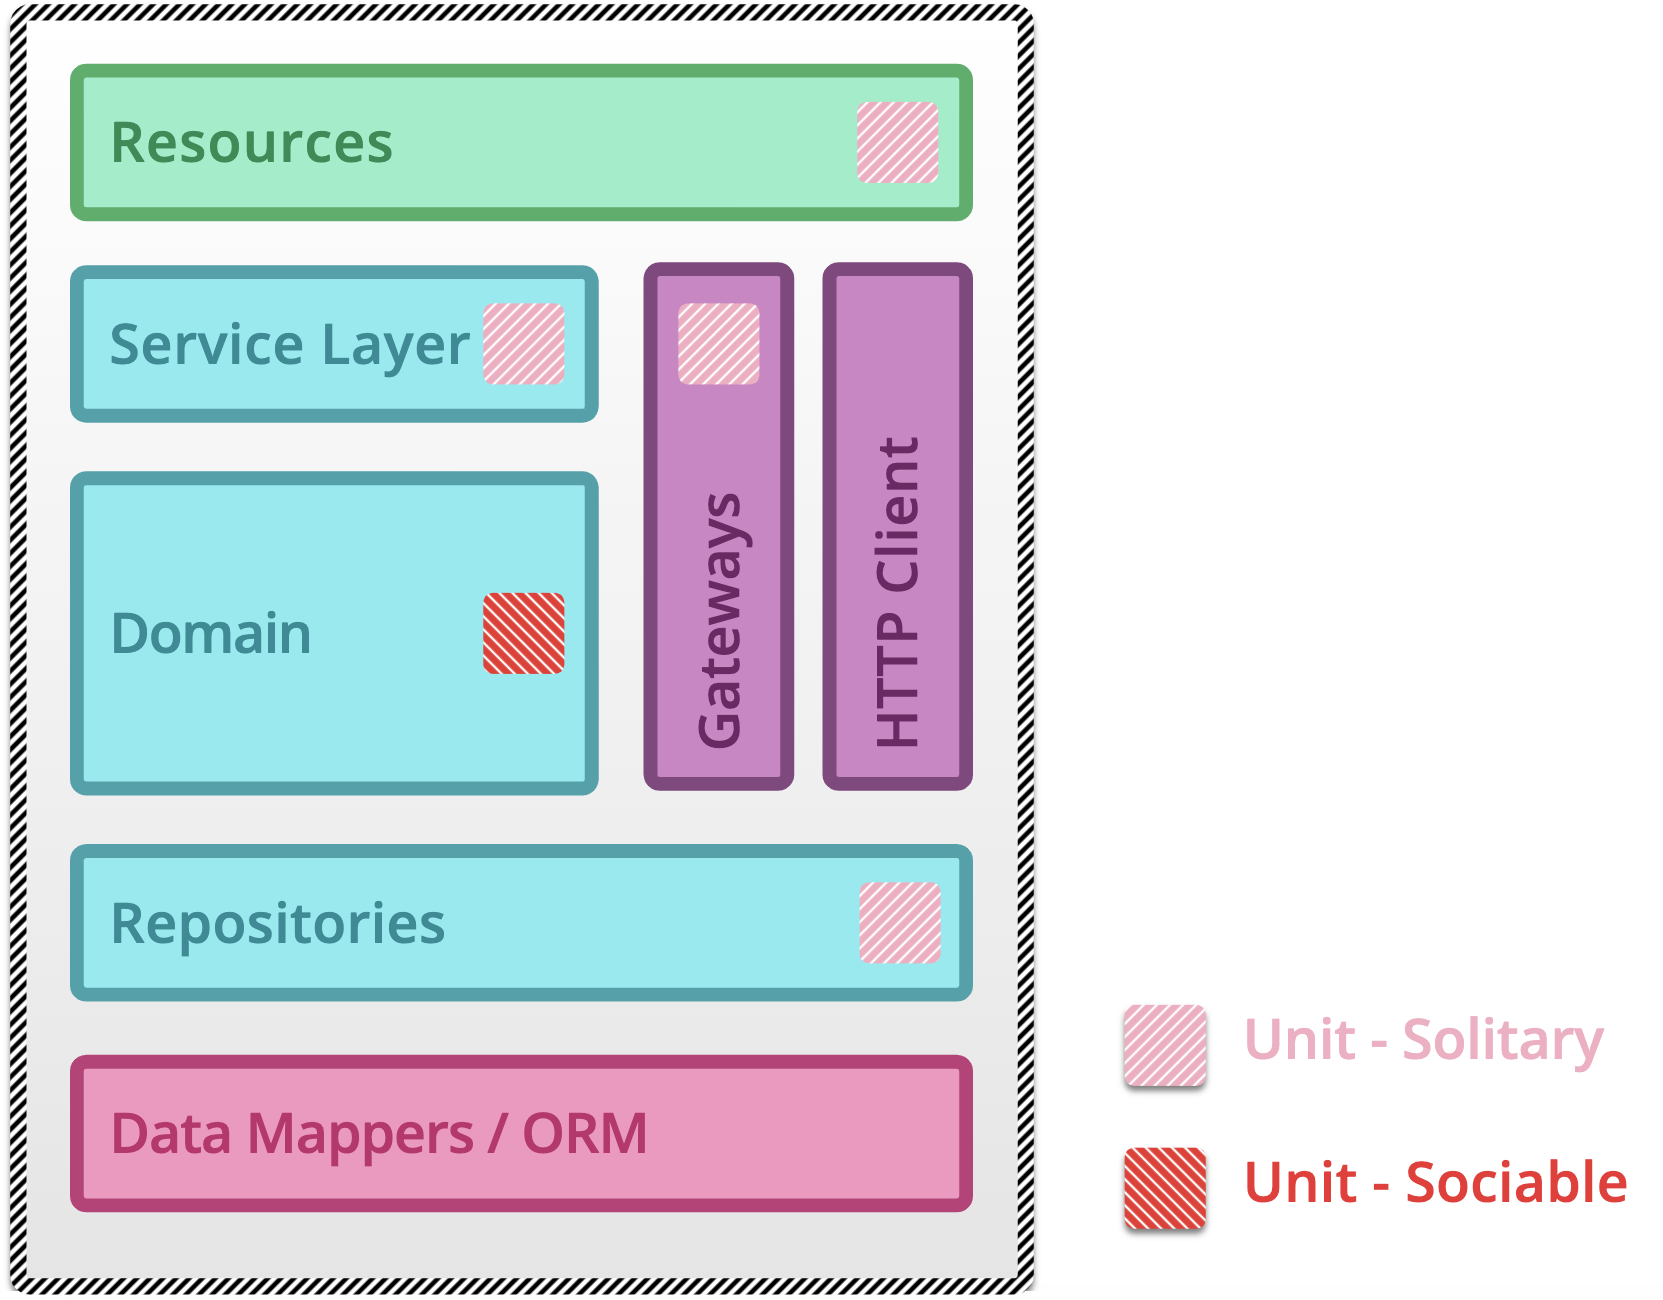 Resources
Service Layer
Gateways
HTTP Client
Domain
Repositories
Data Mappers / ORM
Unit - Solitary
Unit - Sociable